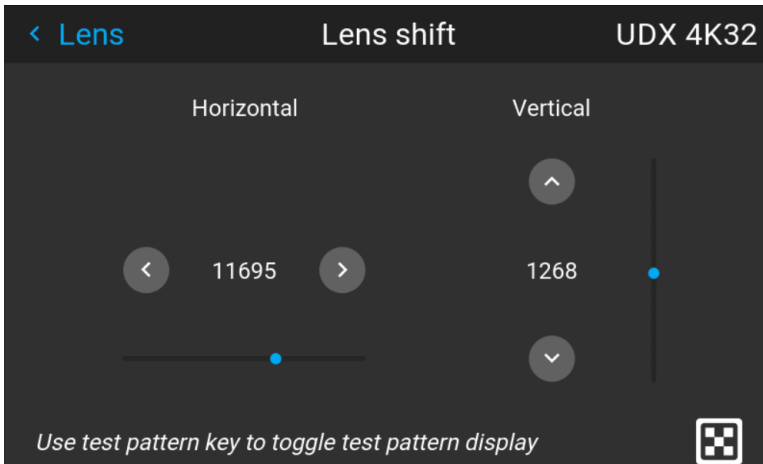 Lens Lens shift UDX 4K32
Horizontal Vertical
11695 1268
Use test pattern key to toggle test pattern display